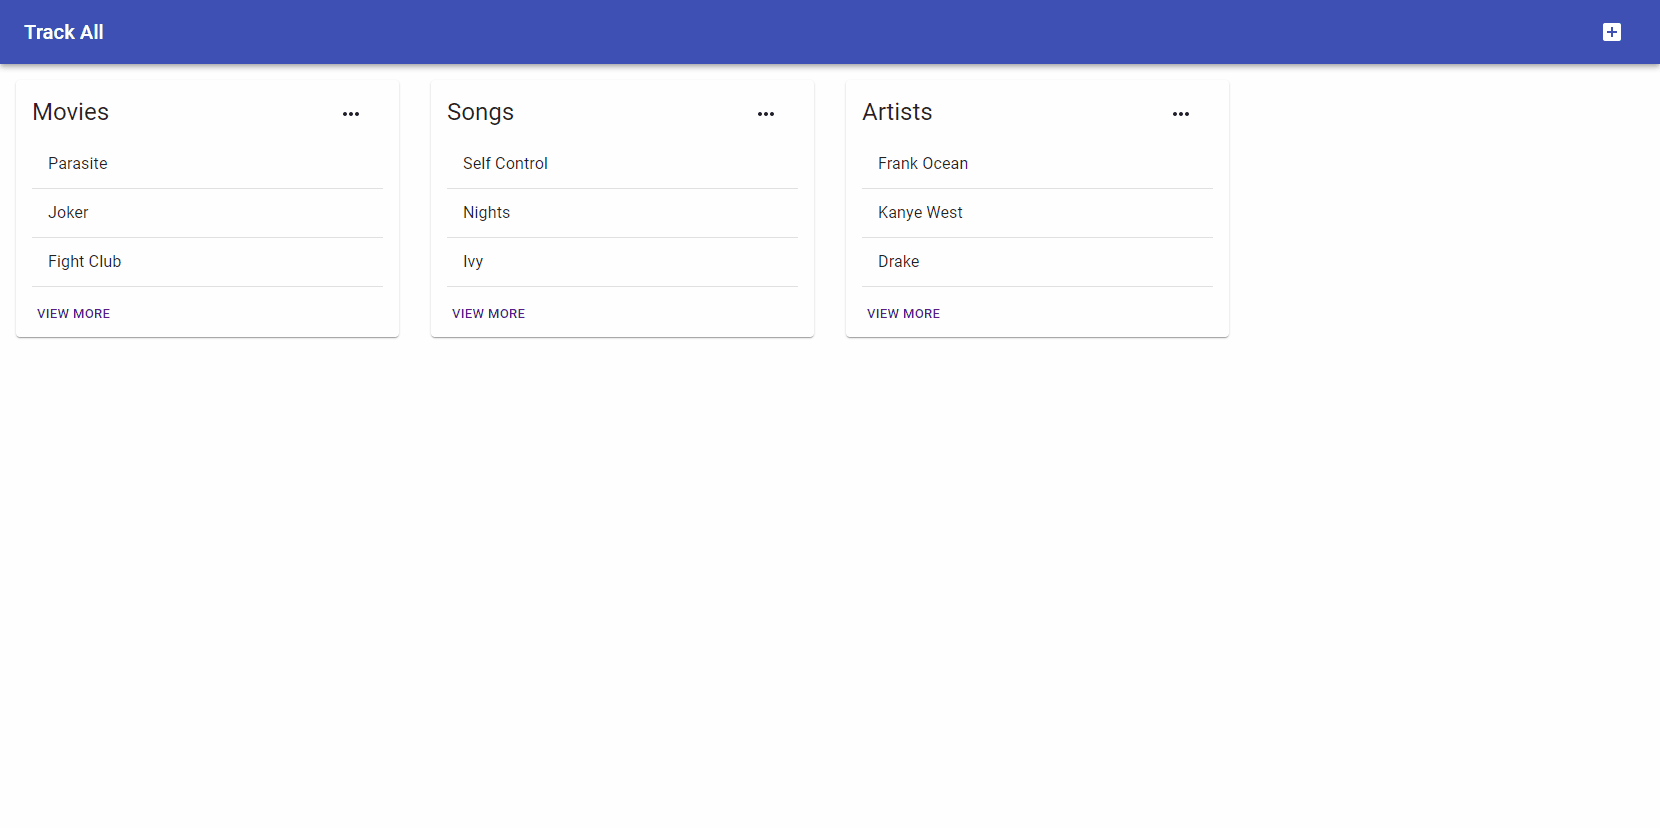 Track All
Movies
Parasite
Joker
Fight Club
VIEW MORE
Songs
Self Control
Nights
Ivy
VIEW MORE
Artists
Frank Ocean
Kanye West
Drake
VIEW MORE